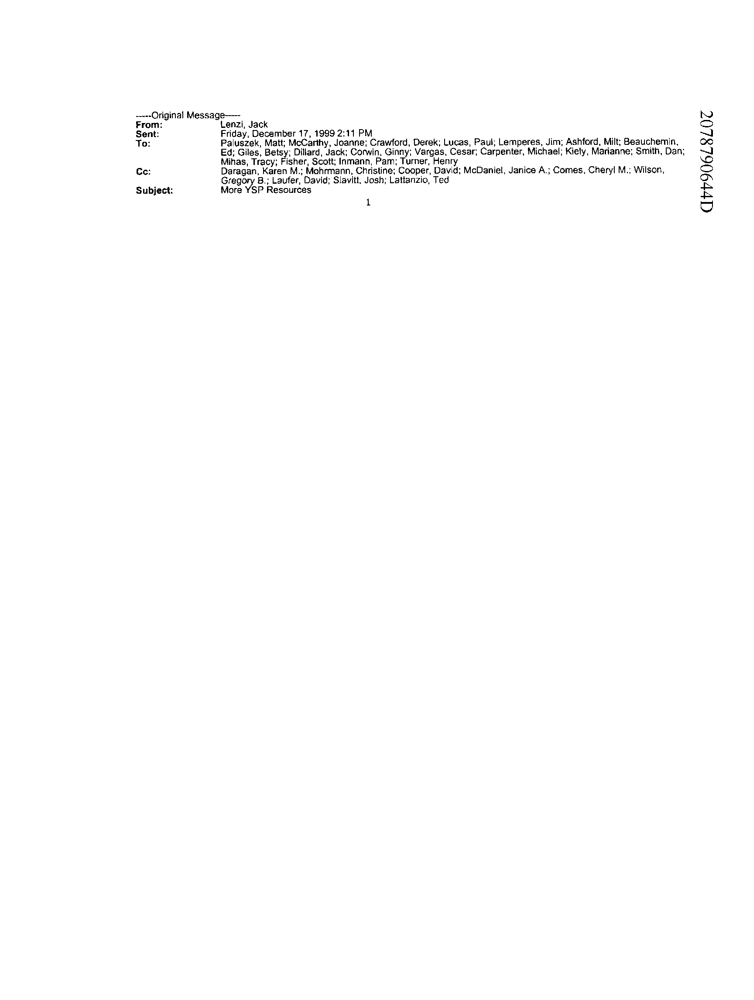 -----Original Message-----
From: Lenzi, Jack
Sent: Friday, December 17, 1999 2:11 PM
To: Paluszek, Matt; McCarthy, Joanne; Crawford, Derek; Lucas, Paul; Lemperes, Jim; Ashford, Milt; Beauchemin,
Ed; Giles, Betsy; Dillard, Jack; Corwin, Ginny; Vargas, Cesar; Carpenter, Michael; Kiely, Marianne; Smith, Dan;
Mihas, Tracy; Fisher, Scott; Inmann, Pam; Turner, Henry
Cc: Daragan, Karen M.; Mohrmann, Christine; Cooper, David; McDaniel, Janice A.; Comes, Cheryl M.; Wilson,
Gregory B.; Laufer, David; Slavitt, Josh; Lattanzio, Ted
Subject: More YSP Resources
1
2078790644D